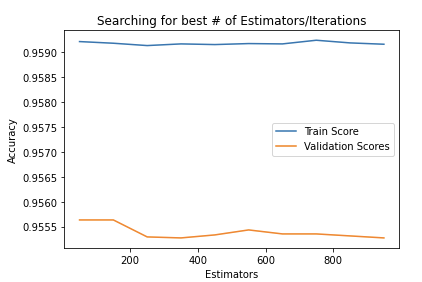 Searching for best # of Estimators/Iterations
0.9590
0.9585
0.9580
0.9575
0.9570
0.9565
0.9560
0.9555
Accuracy
Train Score
Validation Scores
200 400 600 800
Estimators